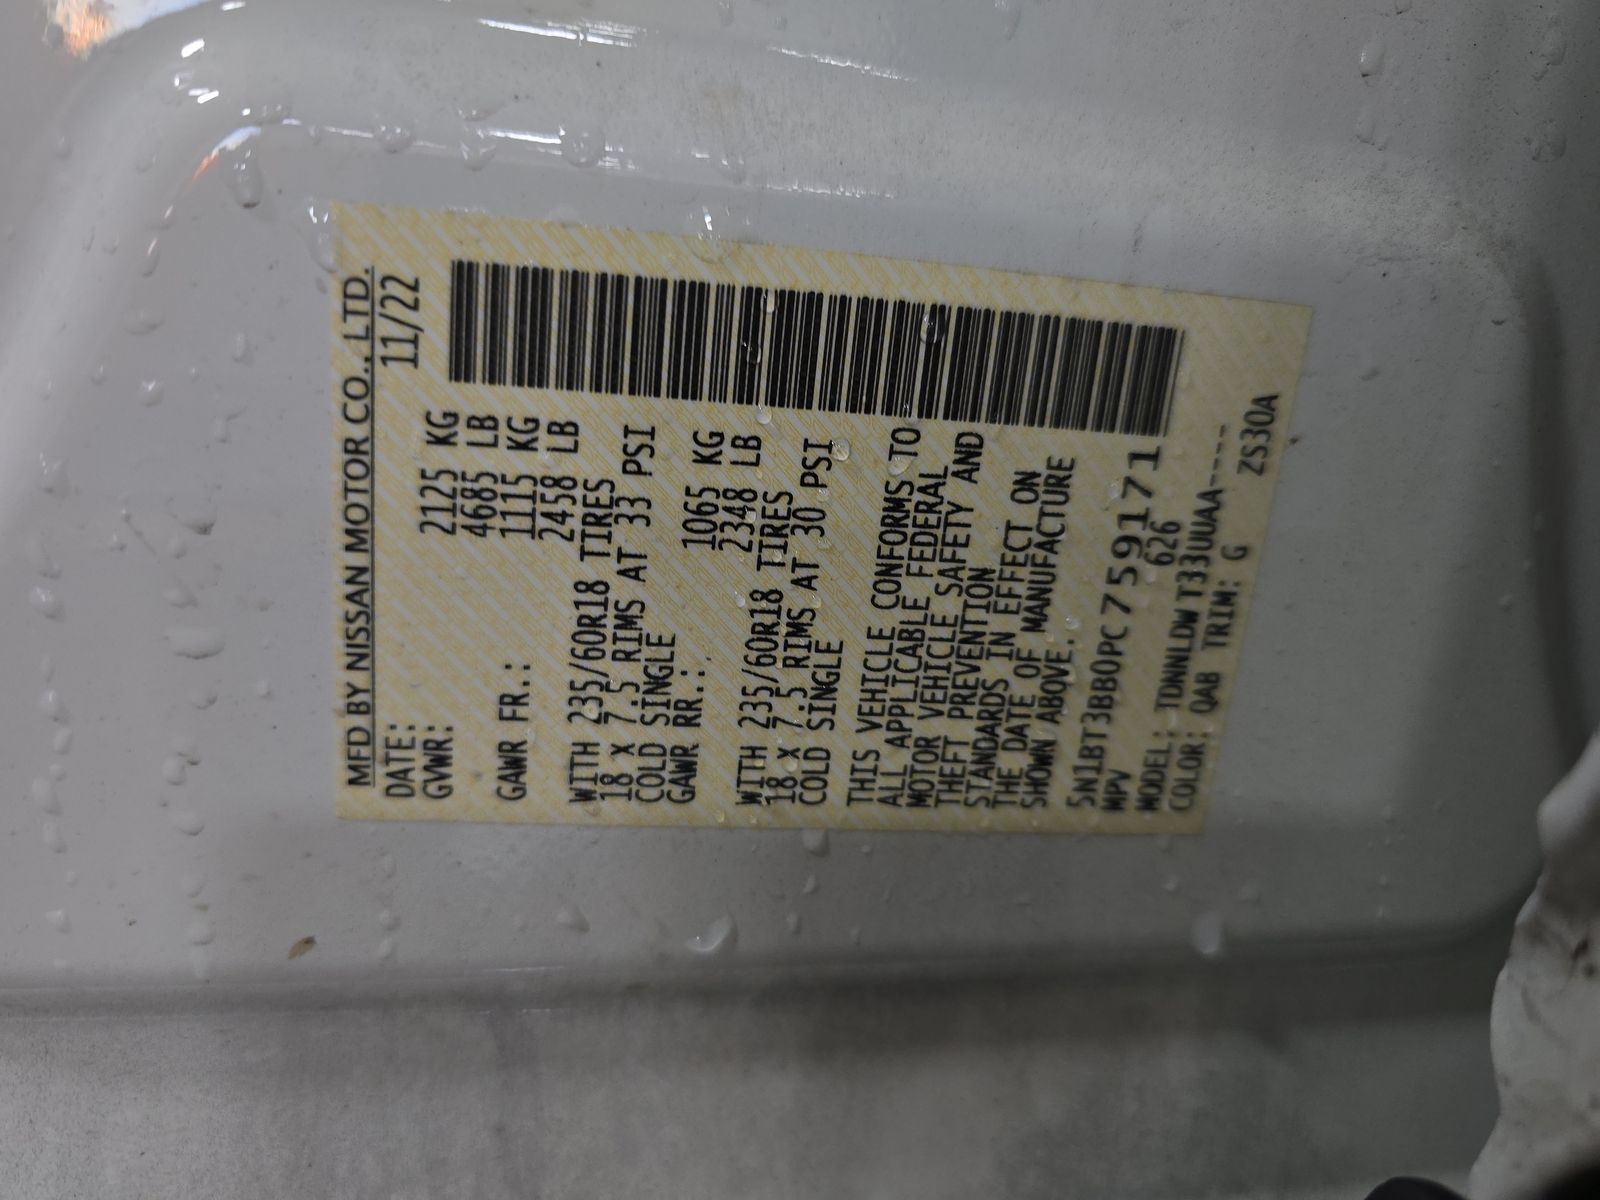 MFD BY NISSAN MOTOR CO., LTD.
DATE: 11/22
GVWR: 2125 KG
4685 LB
GAWR FR.: 1115 KG
2458 LB
WITH 235/60R18 TIRES
18 x 7.5 RIMS AT 33 PSI
COLD SINGLE
GAWR RR.: 1065 KG
2348 LB
WITH 235/60R18 TIRES
18 x 7.5 RIMS AT 30 PSI
COLD SINGLE
THIS VEHICLE CONFORMS TO
ALL APPLICABLE FEDERAL
MOTOR VEHICLE SAFETY AND
THEFT PREVENTION
STANDARDS IN EFFECT ON
THE DATE OF MANUFACTURE
SHOWN ABOVE.
5N1BT3BB0PC759171
MPV 626
MODEL: TDNNLDWT33UUAA----
COLOR: QAB TRIM: G ZS30A